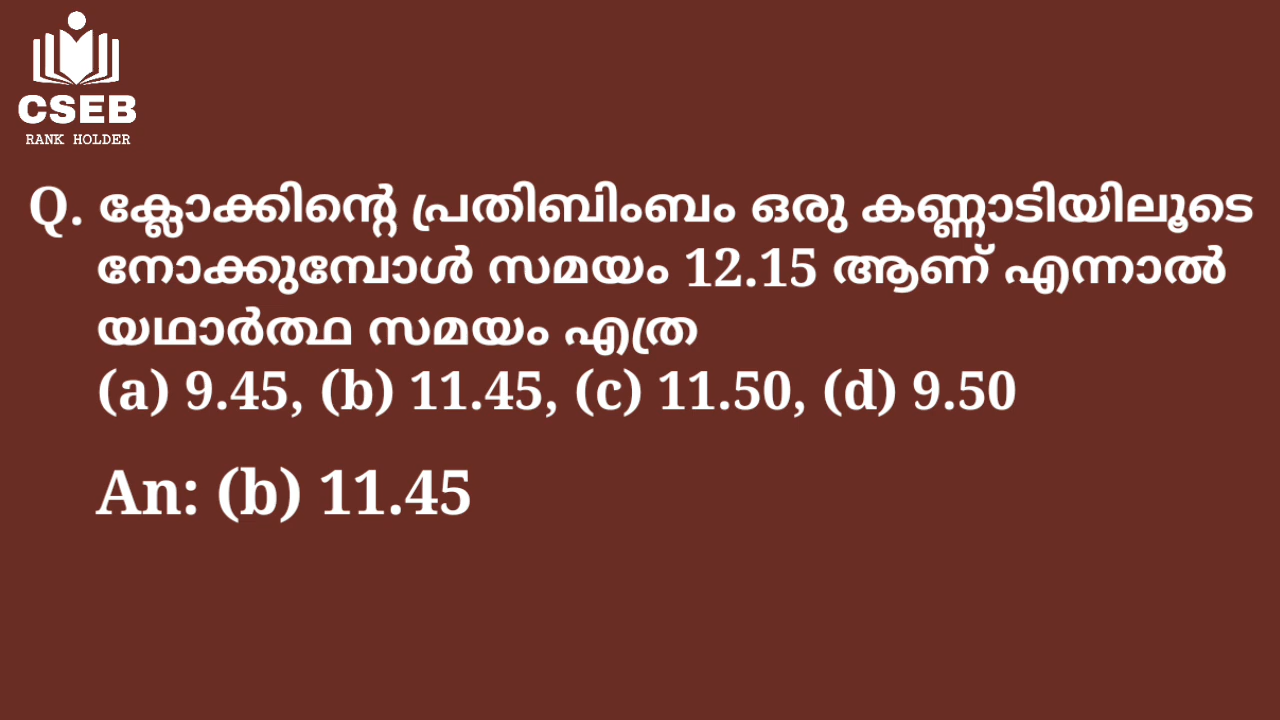 CSEB
RANK HOLDER
Q. ക്ലോക്കിന്റെ പ്രതിബിംബം ഒരു കണ്ണാടിയിലൂടെ
നോക്കുമ്പോൾ സമയം 12.15 ആണ് എന്നാൽ
യഥാർത്ഥ സമയം എത്ര
(a) 9.45, (b) 11.45, (c) 11.50, (d) 9.50
An: (b) 11.45